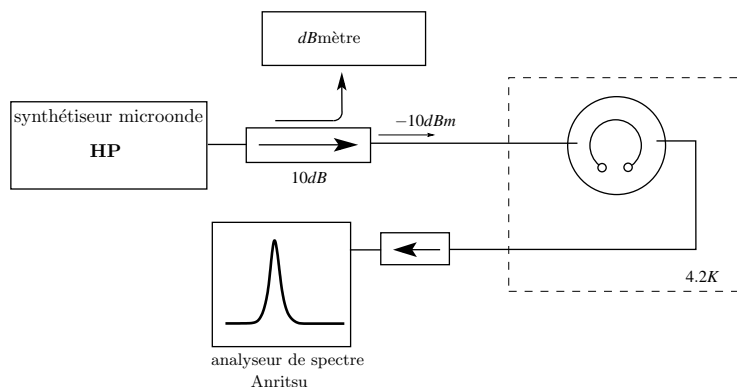 dBmètre
synthétiseur microonde
HP
−10dBm
10dB
4.2K
analyseur de spectre
Anritsu